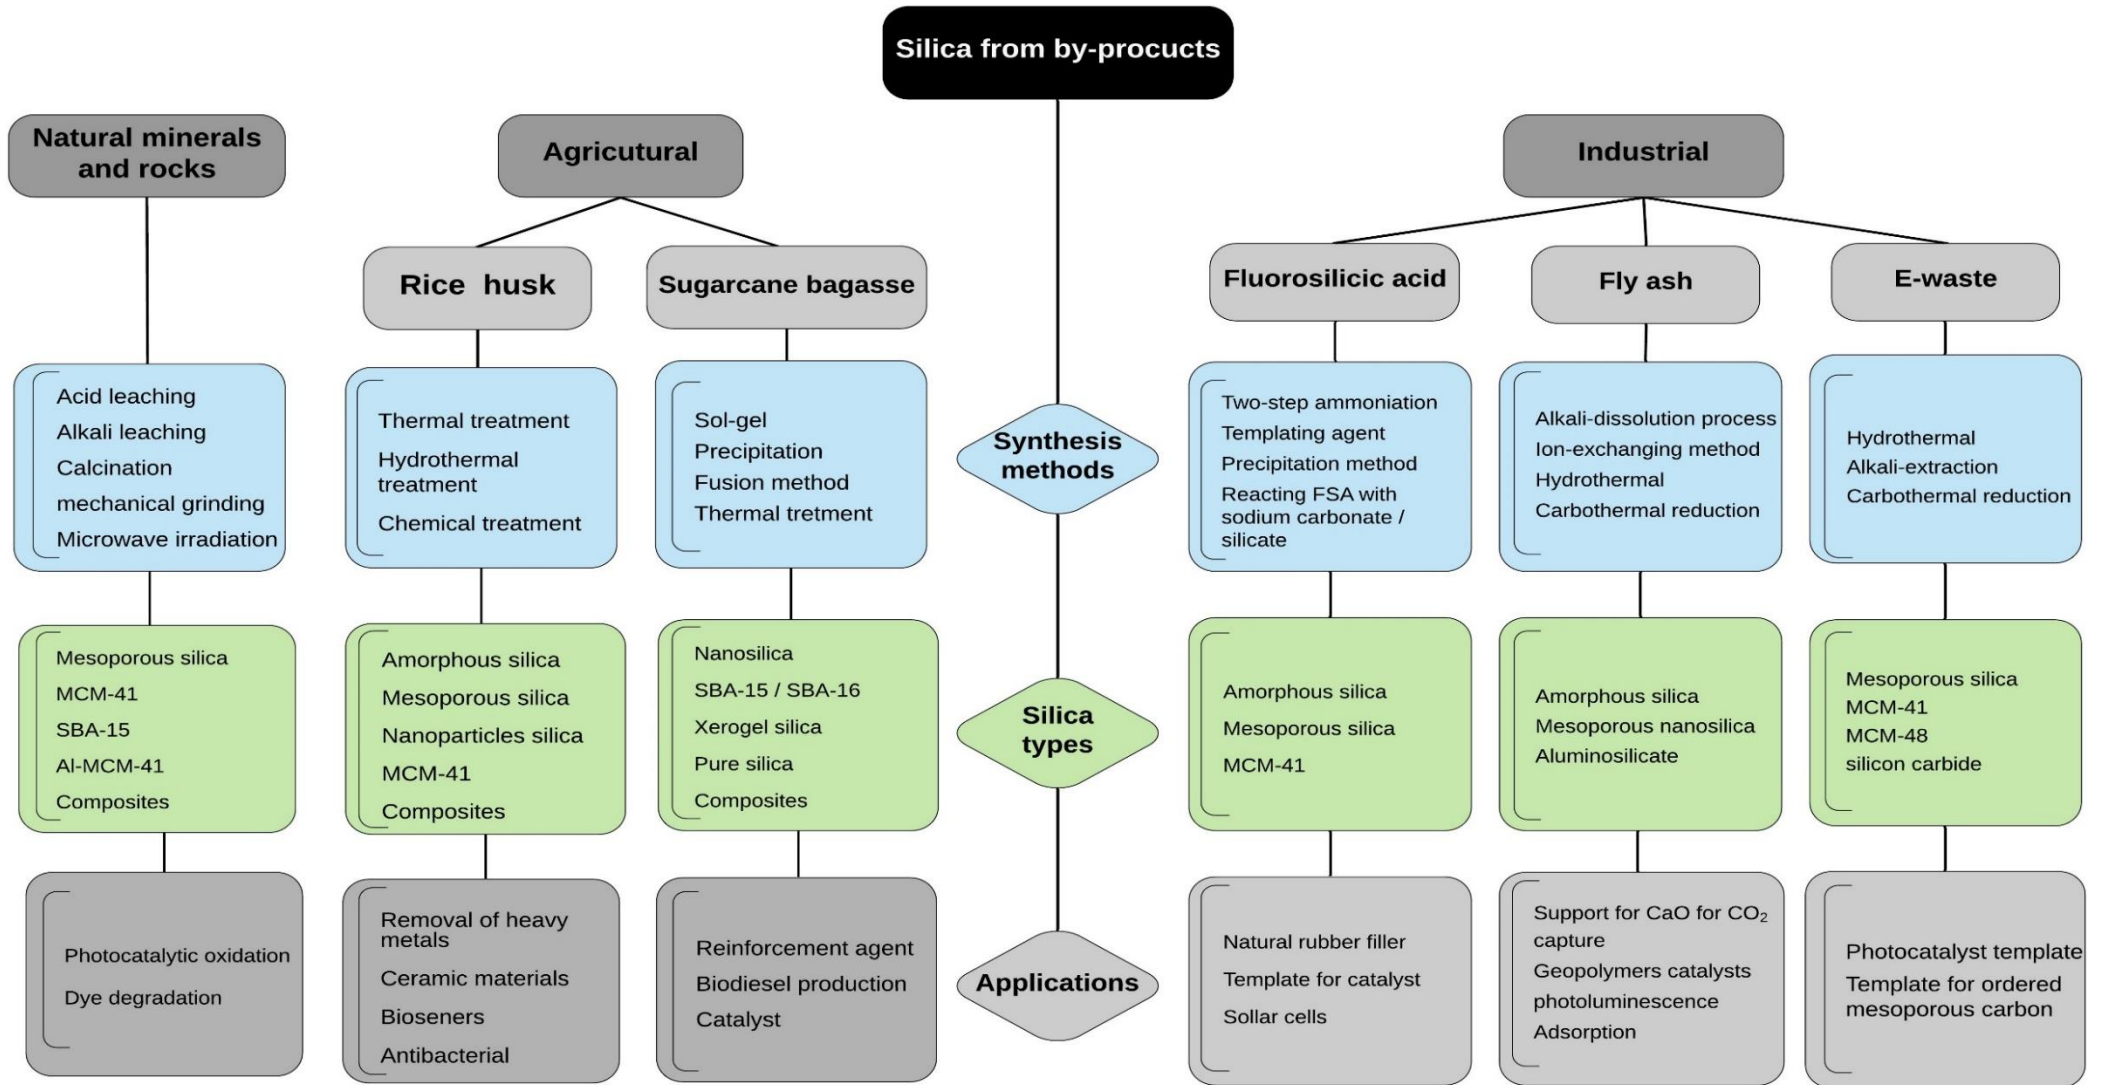 Silica from by-procucts
Natural minerals
and rocks
Agricutural
Industrial
Rice husk
Sugarcane bagasse
Fluorosilicic acid
Fly ash
E-waste
Acid leaching
Alkali leaching
Calcination
mechanical grinding
Microwave irradiation
Thermal treatment
Hydrothermal
treatment
Chemical treatment
Sol-gel
Precipitation
Fusion method
Thermal tretment
Synthesis
methods
Two-step ammoniation
Templating agent
Precipitation method
Reacting FSA with
sodium carbonate /
silicate
Alkali-dissolution process
Ion-exchanging method
Hydrothermal
Carbothermal reduction
Hydrothermal
Alkali-extraction
Carbothermal reduction
Mesoporous silica
MCM-41
SBA-15
Al-MCM-41
Composites
Amorphous silica
Mesoporous silica
Nanoparticles silica
MCM-41
Composites
Nanosilica
SBA-15 / SBA-16
Xerogel silica
Pure silica
Composites
Silica
types
Amorphous silica
Mesoporous silica
MCM-41
Amorphous silica
Mesoporous nanosilica
Aluminosilicate
Mesoporous silica
MCM-41
MCM-48
silicon carbide
Photocatalytic oxidation
Dye degradation
Removal of heavy
metals
Ceramic materials
Bioseners
Antibacterial
Reinforcement agent
Biodiesel production
Catalyst
Applications
Natural rubber filler
Template for catalyst
Sollar cells
Support for CaO for CO₂
capture
Geopolymers catalysts
photoluminescence
Adsorption
Photocatalyst template
Template for ordered
mesoporous carbon